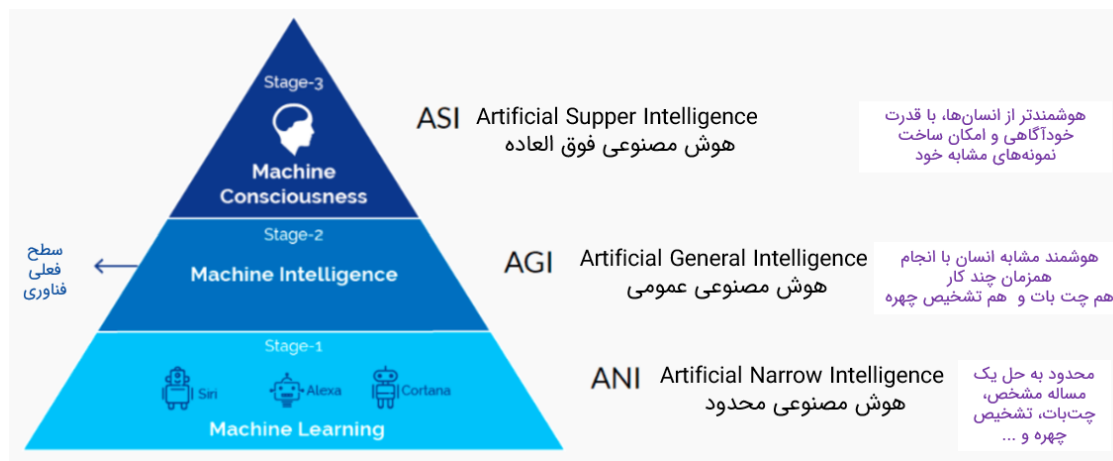 Stage-3
Machine
Consciousness
ASI
Artificial Supper Intelligence
هوش مصنوعی فوق العاده
هوشمندتر از انسان‌ها، با قدرت
خودآگاهی و امکان ساخت
نمونه‌های مشابه خود
سطح
فعلی
فناوری
Stage-2
Machine Intelligence
AGI
Artificial General Intelligence
هوش مصنوعی عمومی
هوشمند مشابه انسان با انجام
همزمان چند کار
هم چت بات و هم تشخیص چهره
Stage-1
Siri
Alexa
Cortana
Machine Learning
ANI
Artificial Narrow Intelligence
هوش مصنوعی محدود
محدود به حل یک
مساله مشخص،
چت‌بات، تشخیص
چهره و ...